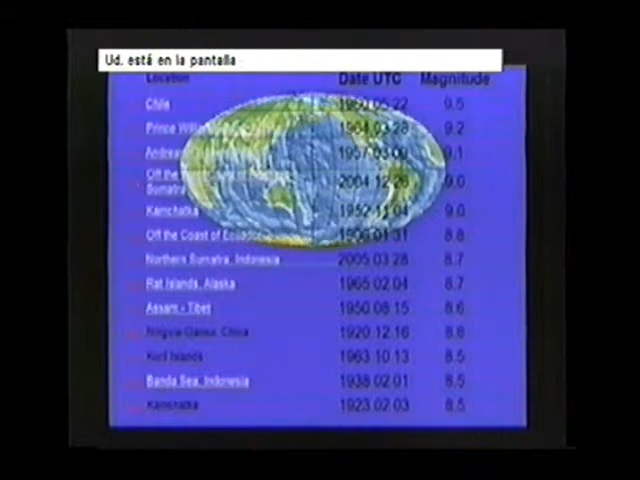 Ud. está en la pantalla
Location Date UTC Magnitude
Chile 1960 05 22 9.5
Prince 1964 03 28 9.2
1957 03 09 9.1
Off the
Sumatra 2004 12 26 9.0
Kamchatka 1952 11 04 9.0
Off the Coast of Ecuador 1906 01 31 8.8
Northern Sumatra, Indonesia 2005 03 28 8.7
Rat Islands, Alaska 1965 02 04 8.7
Assam - Tibet 1950 08 15 8.6
China 1920 12 16 8.6
Kuril Islands 1963 10 13 8.5
Banda Sea, Indonesia 1938 02 01 8.5
Kamchatka 1923 02 03 8.5